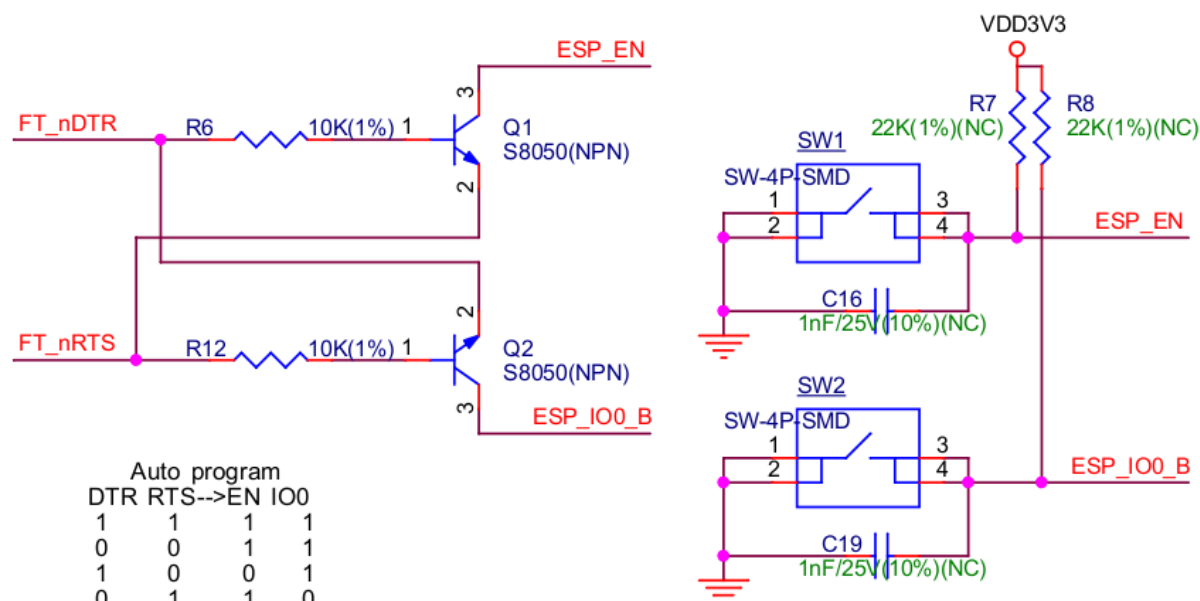 ESP_EN
3
FT_nDTR
R6
10K(1%)
1
Q1
S8050(NPN)
2
2
FT_nRTS
R12
10K(1%)
1
Q2
S8050(NPN)
3
ESP_IO0_B
Auto program
DTR RTS-->EN IO0
1 1 1 1
0 0 1 1
1 0 0 1
0 1 1 0
VDD3V3
R7
22K(1%)(NC)
R8
22K(1%)(NC)
SW1
SW-4P-SMD
1
2
3
4
ESP_EN
C16
1nF/25V(10%)(NC)
SW2
SW-4P-SMD
1
2
3
4
ESP_IO0_B
C19
1nF/25V(10%)(NC)